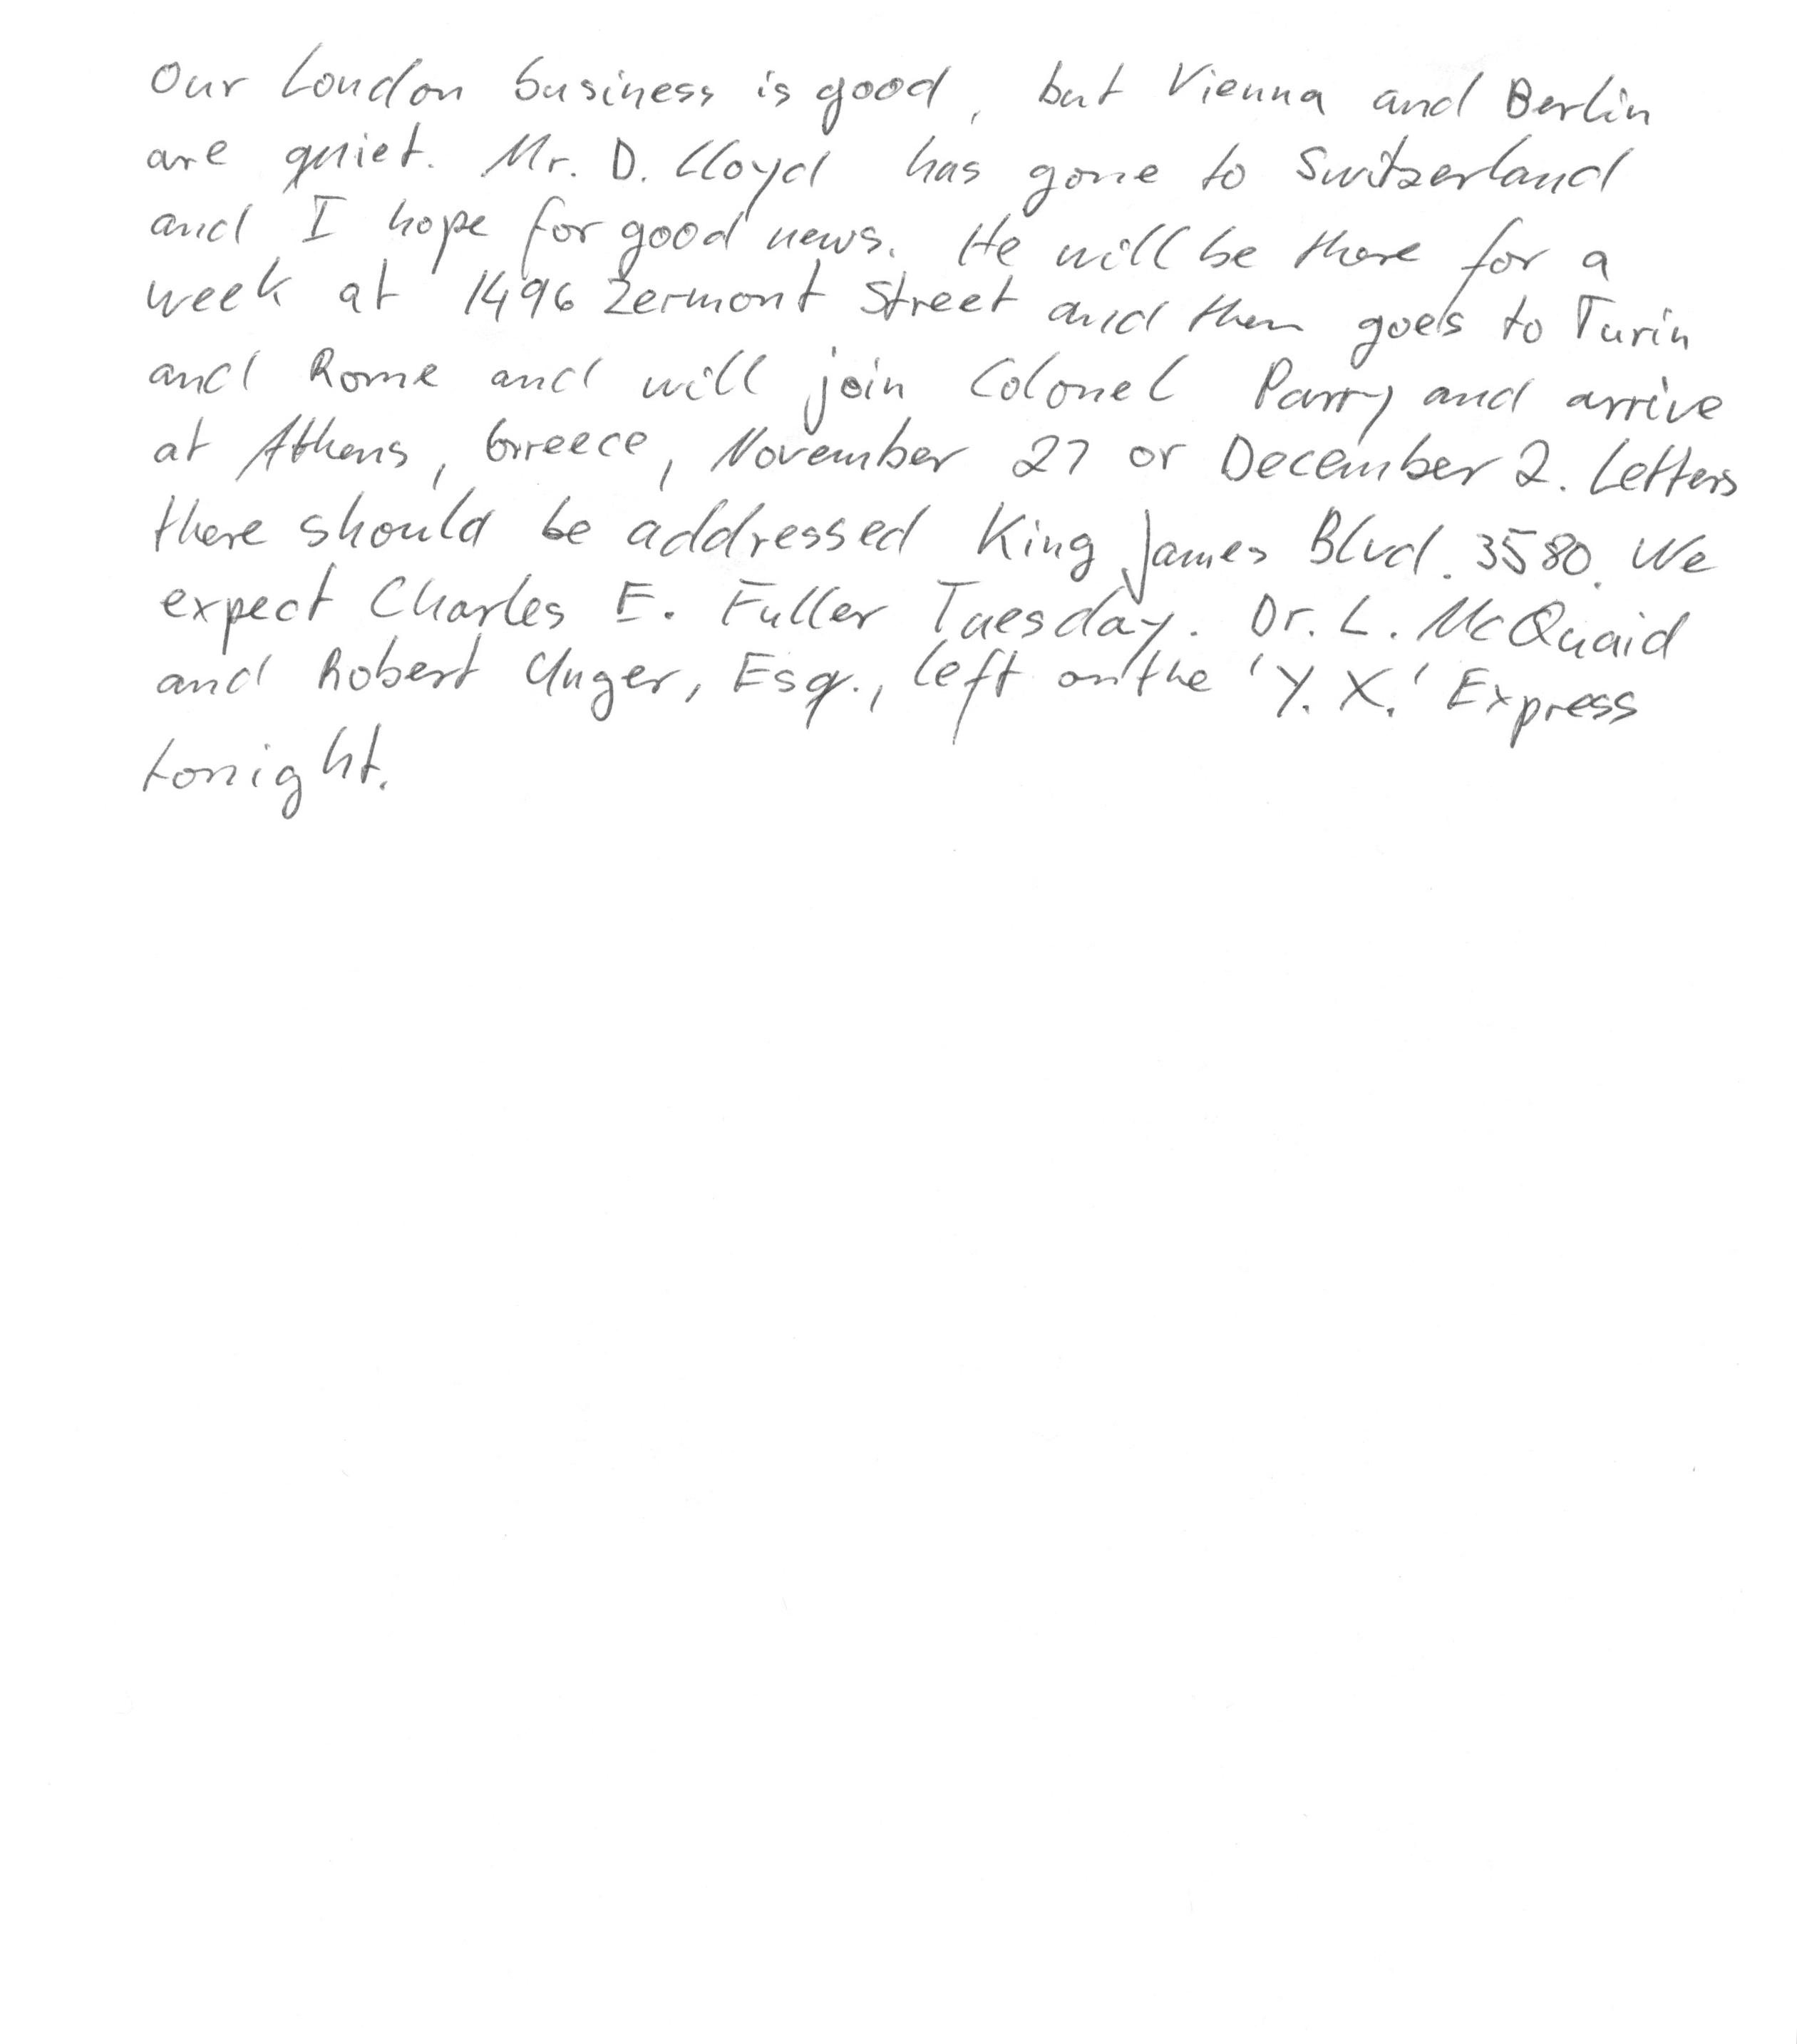 Our London business is good, but Vienna and Berlin
are quiet. Mr. D. Lloyd has gone to Switzerland
and I hope for good news. He will be there for a
week at 1496 Zermont Street and then goes to Turin
and Rome and will join Colonel Parry and arrive
at Athens, Greece, November 27 or December 2. Letters
there should be addressed King James Blvd. 3580. We
expect Charles E. Fuller Tuesday. Dr. L. McQuaid
and Robert Unger, Esq., left on the 'Y. X.' Express
tonight.